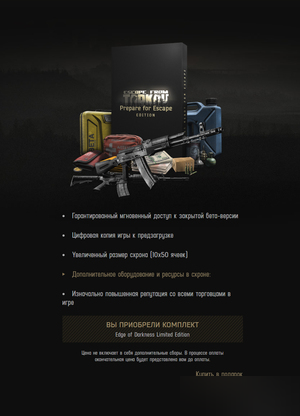 ESCAPE FROM
TARKOV
Prepare for Escape
EDITION
• Гарантированный мгновенный доступ к закрытой бета-версии
• Цифровая копия игры к предзагрузке
• Увеличенный размер схрона (10x50 ячеек)
• Дополнительное оборудование и ресурсы в схроне:
• Изначально повышенная репутация со всеми торговцами в
игре
ВЫ ПРИОБРЕЛИ КОМПЛЕКТ
Edge of Darkness Limited Edition
Цена не включает в себя дополнительные сборы. В процессе оплаты
окончательная цена будет представлена вам до оплаты.
Купить в подарок